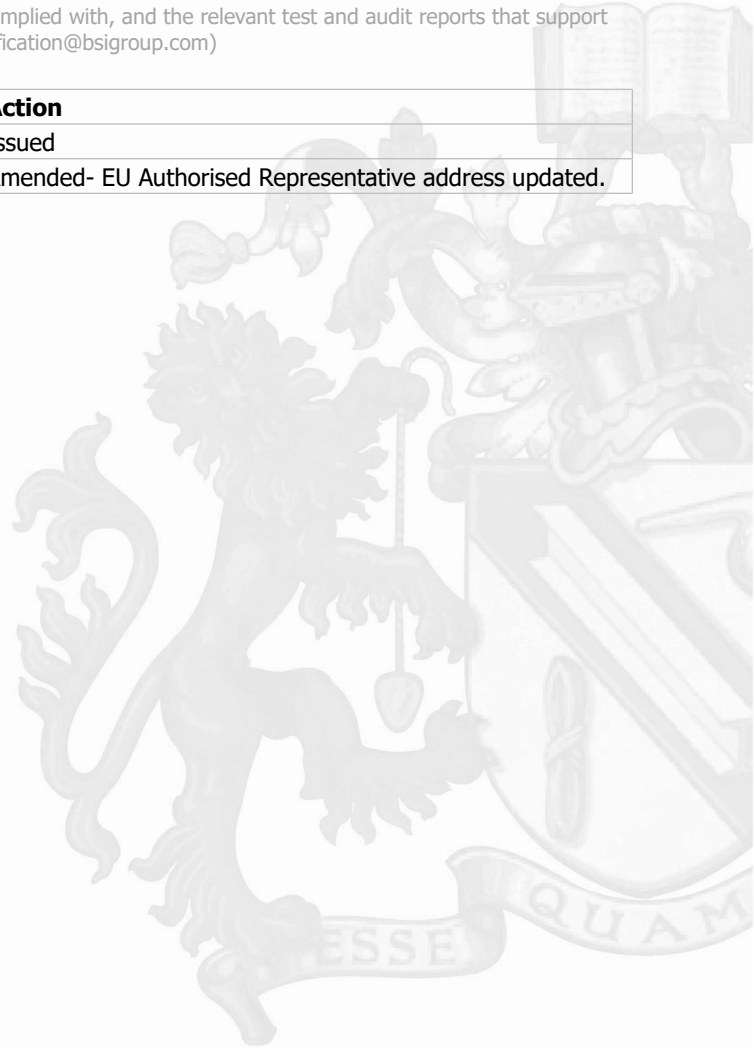 mplied with, and the relevant test and audit reports that support
fication@bsigroup.com)
Action
ssued
mended- EU Authorised Representative address updated.
ESSE
QUAM